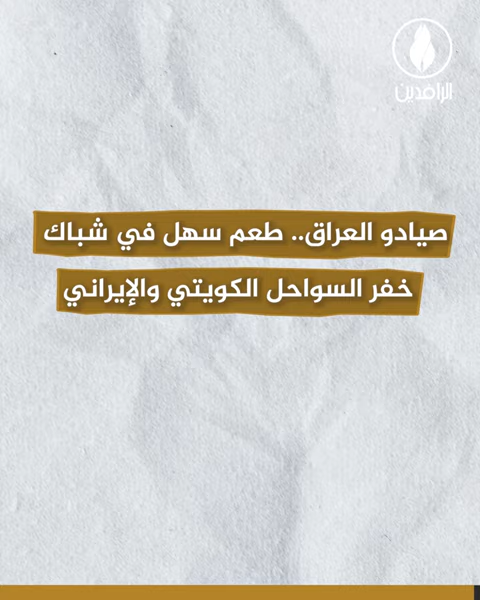 الرافدين
صيادو العراق.. طعم سهل في شباك
خفر السواحل الكويتي والإيراني